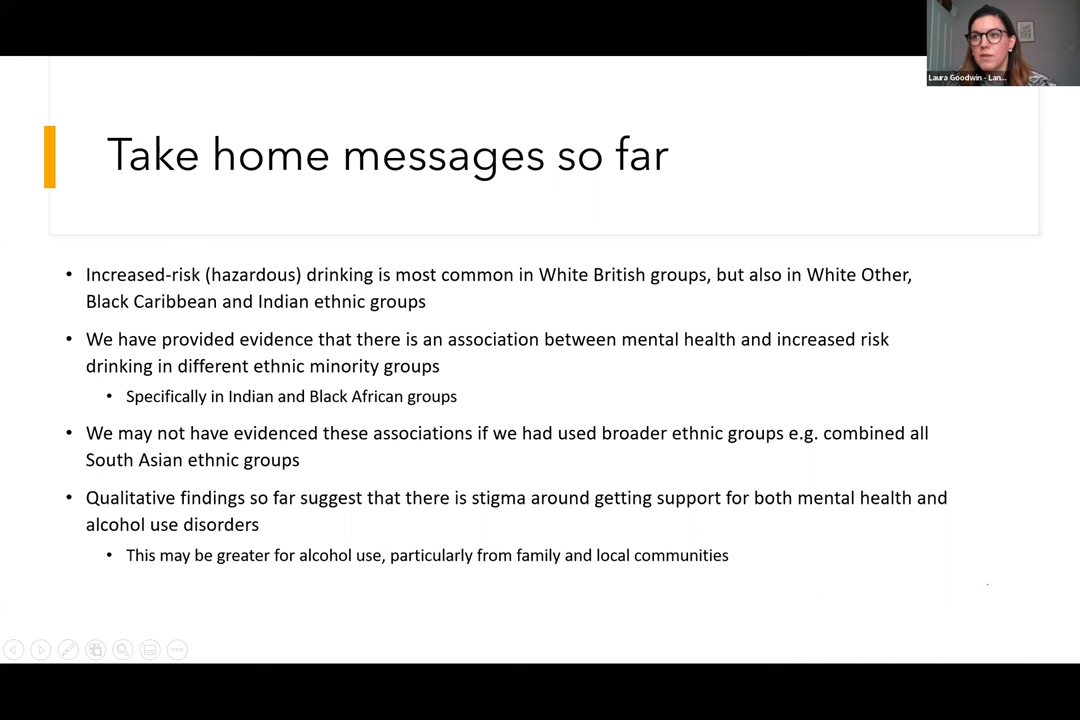 Laura Goodwin - Lan...
Take home messages so far
• Increased-risk (hazardous) drinking is most common in White British groups, but also in White Other,
Black Caribbean and Indian ethnic groups
• We have provided evidence that there is an association between mental health and increased risk
drinking in different ethnic minority groups
• Specifically in Indian and Black African groups
• We may not have evidenced these associations if we had used broader ethnic groups e.g. combined all
South Asian ethnic groups
• Qualitative findings so far suggest that there is stigma around getting support for both mental health and
alcohol use disorders
• This may be greater for alcohol use, particularly from family and local communities